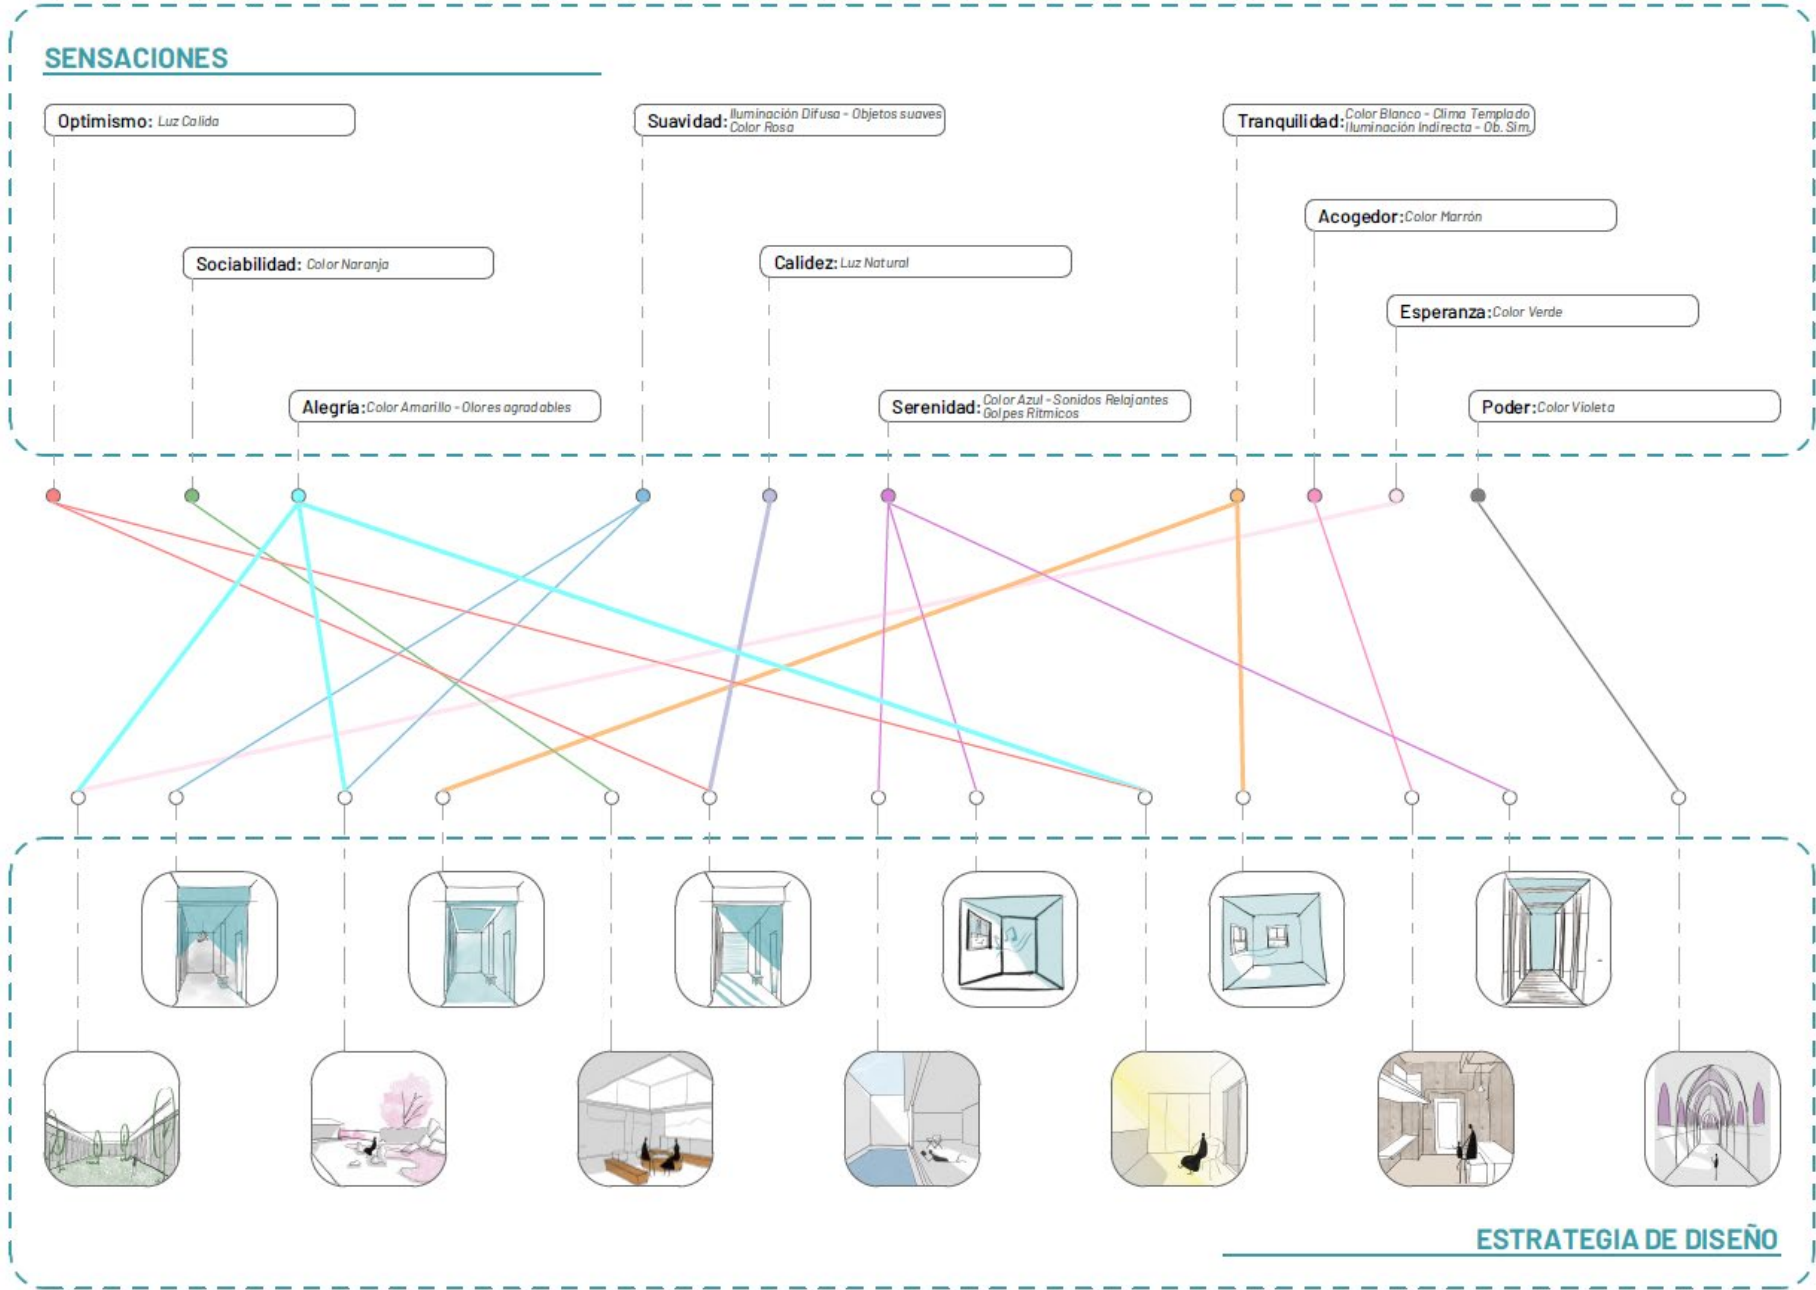 SENSACIONES
Optimismo: Luz Calida
Suavidad: Iluminación Difusa - Objetos suaves
Color Rosa
Tranquilidad: Color Blanco - Clima Templado
Iluminación Indirecta - Ob. Sim.
Acogedor: Color Marrón
Sociabilidad: Color Naranja
Calidez: Luz Natural
Esperanza: Color Verde
Alegría: Color Amarillo - Olores agradables
Serenidad: Color Azul - Sonidos Relajantes
Golpes Ritmicos
Poder: Color Violeta
ESTRATEGIA DE DISEÑO